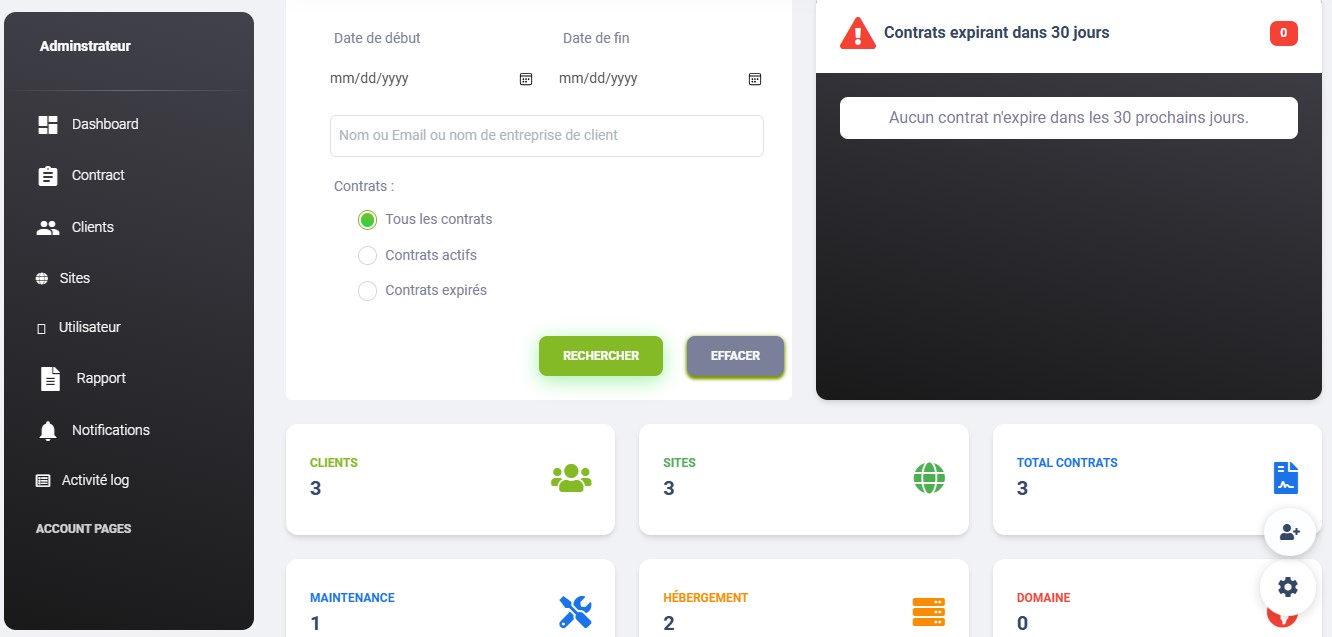 Adminstrateur
Dashboard
Contract
Clients
Sites
Utilisateur
Rapport
Notifications
Activité log
ACCOUNT PAGES
Date de début
Date de fin
mm/dd/yyyy
mm/dd/yyyy
Nom ou Email ou nom de entreprise de client
Contrats :
Tous les contrats
Contrats actifs
Contrats expirés
RECHERCHER
EFFACER
Contrats expirant dans 30 jours
0
Aucun contrat n'expire dans les 30 prochains jours.
CLIENTS
3
SITES
3
TOTAL CONTRATS
3
MAINTENANCE
1
HÉBERGEMENT
2
DOMAINE
0